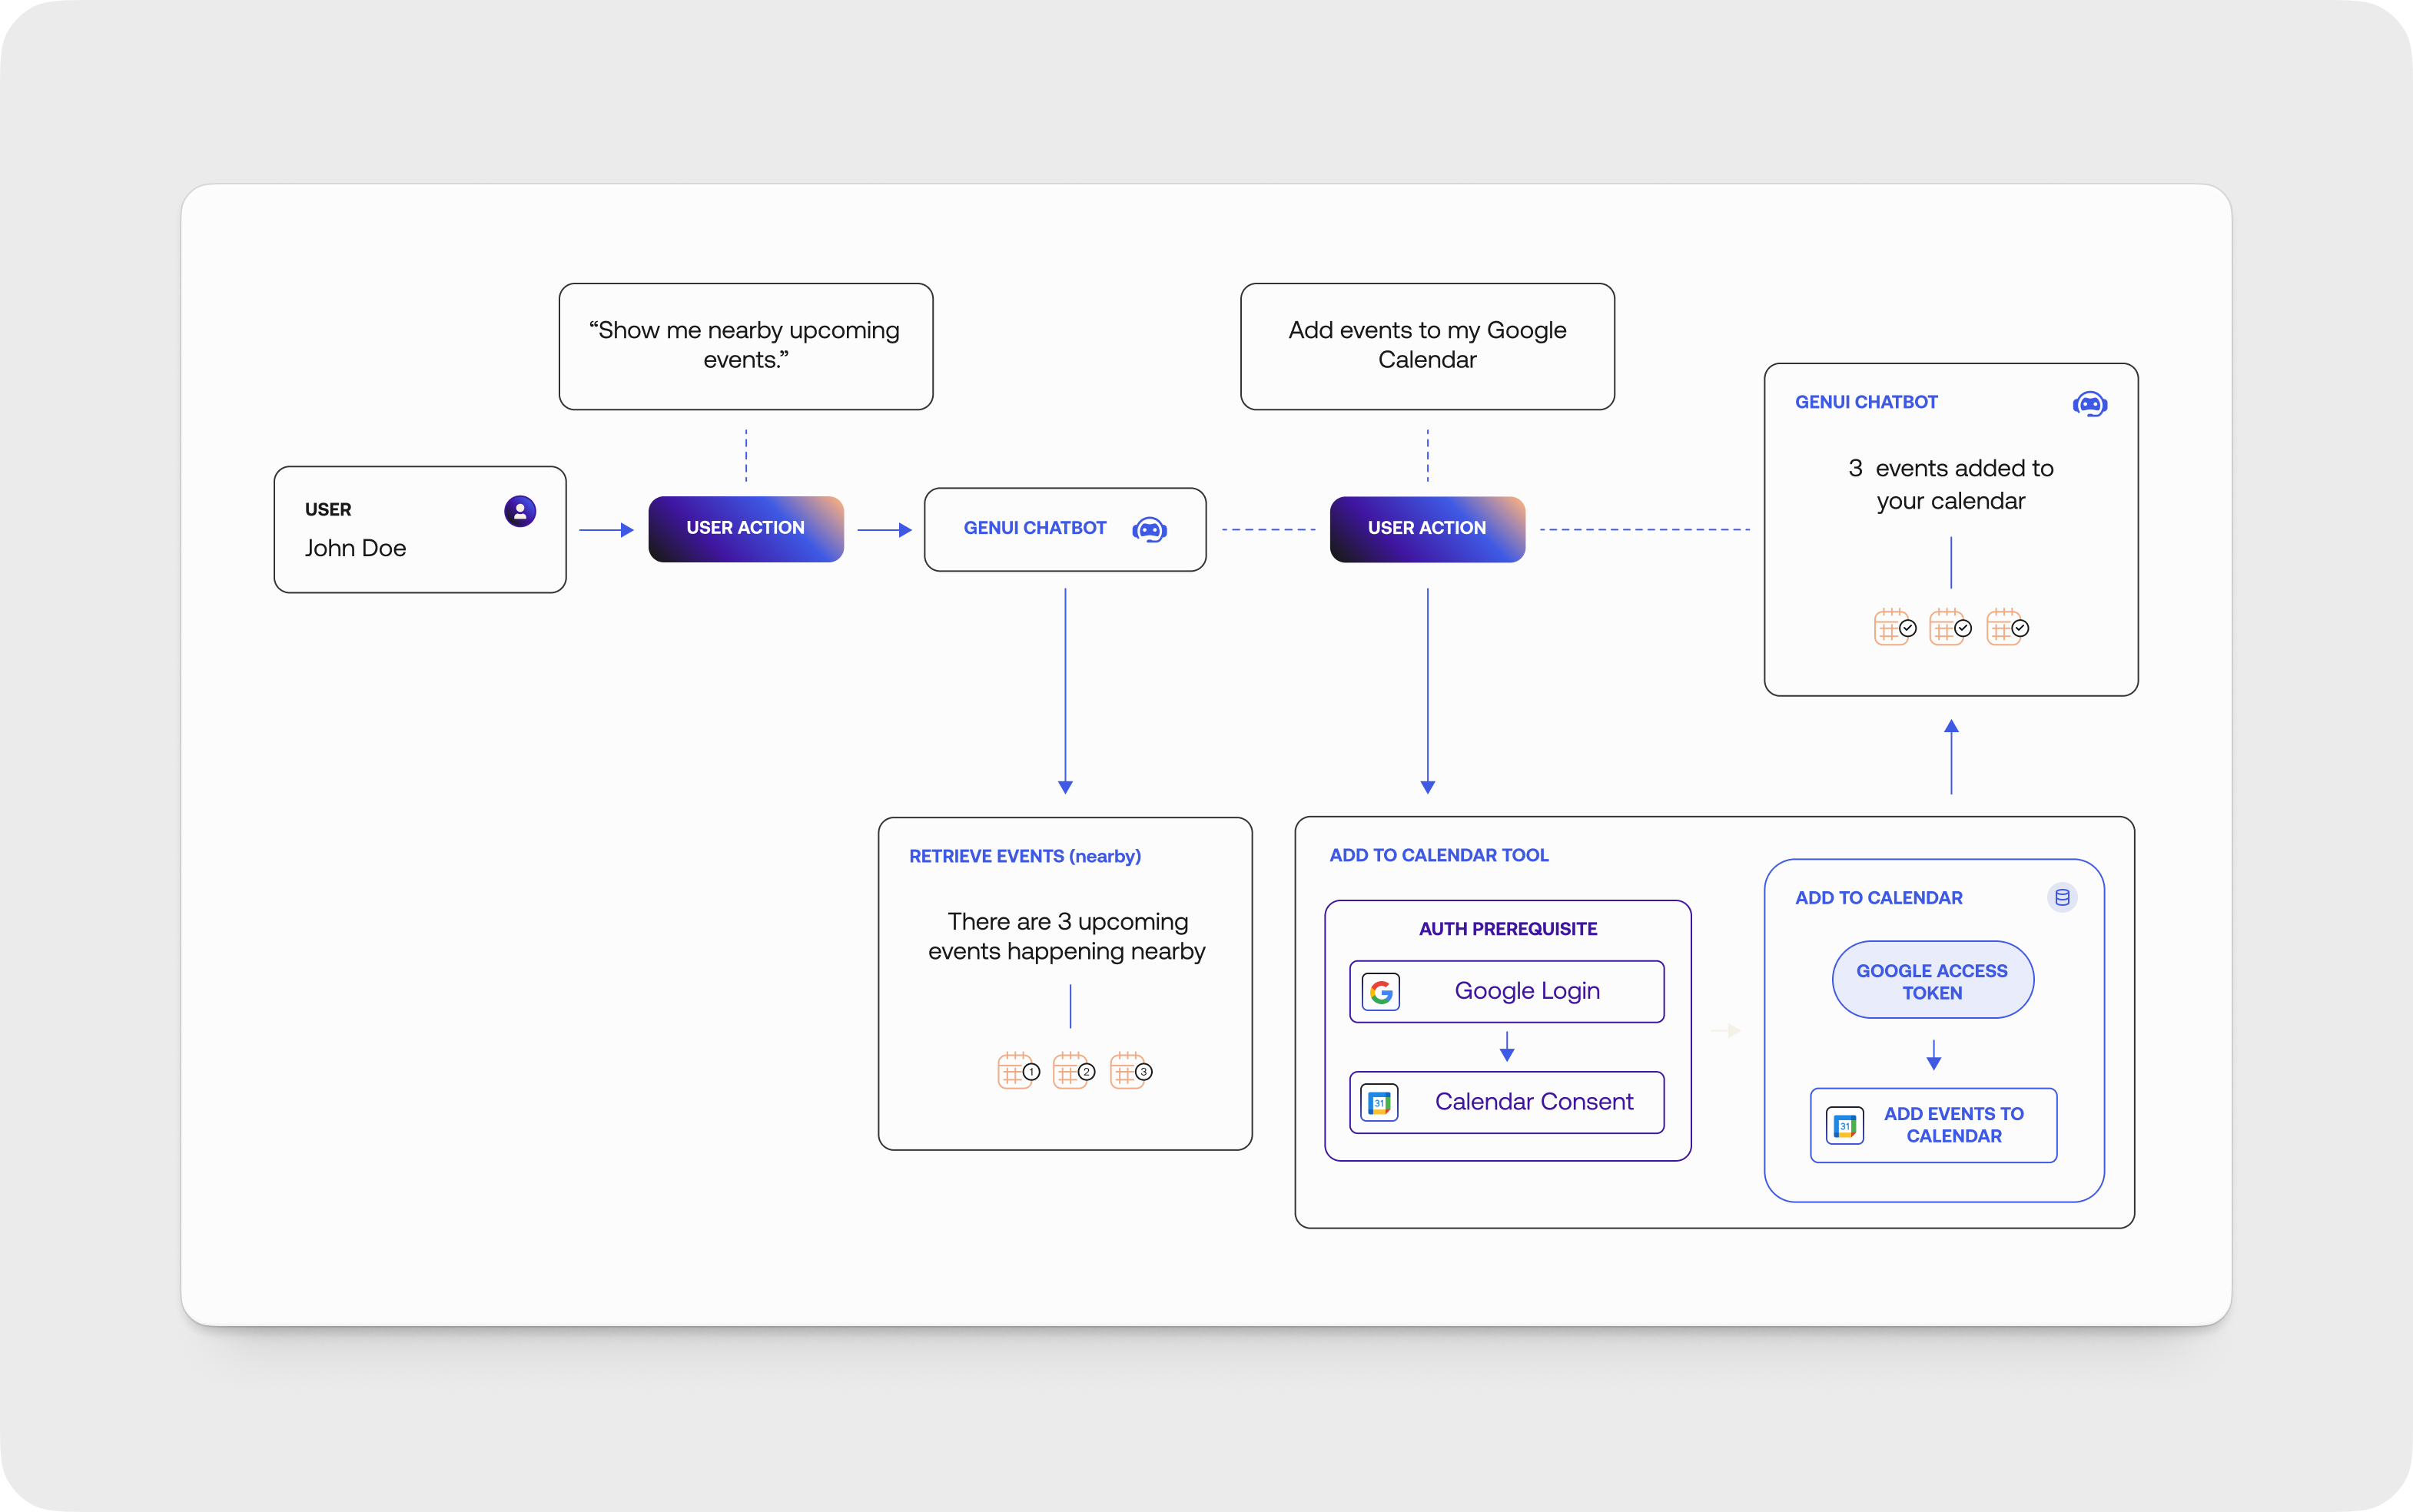 “Show me nearby upcoming
events.”
Add events to my Google
Calendar
USER
John Doe
USER ACTION
GENUI CHATBOT
USER ACTION
GENUI CHATBOT
3 events added to
your calendar
RETRIEVE EVENTS (nearby)
There are 3 upcoming
events happening nearby
1
2
3
ADD TO CALENDAR TOOL
AUTH PREREQUISITE
Google Login
31
Calendar Consent
ADD TO CALENDAR
GOOGLE ACCESS
TOKEN
31
ADD EVENTS TO
CALENDAR